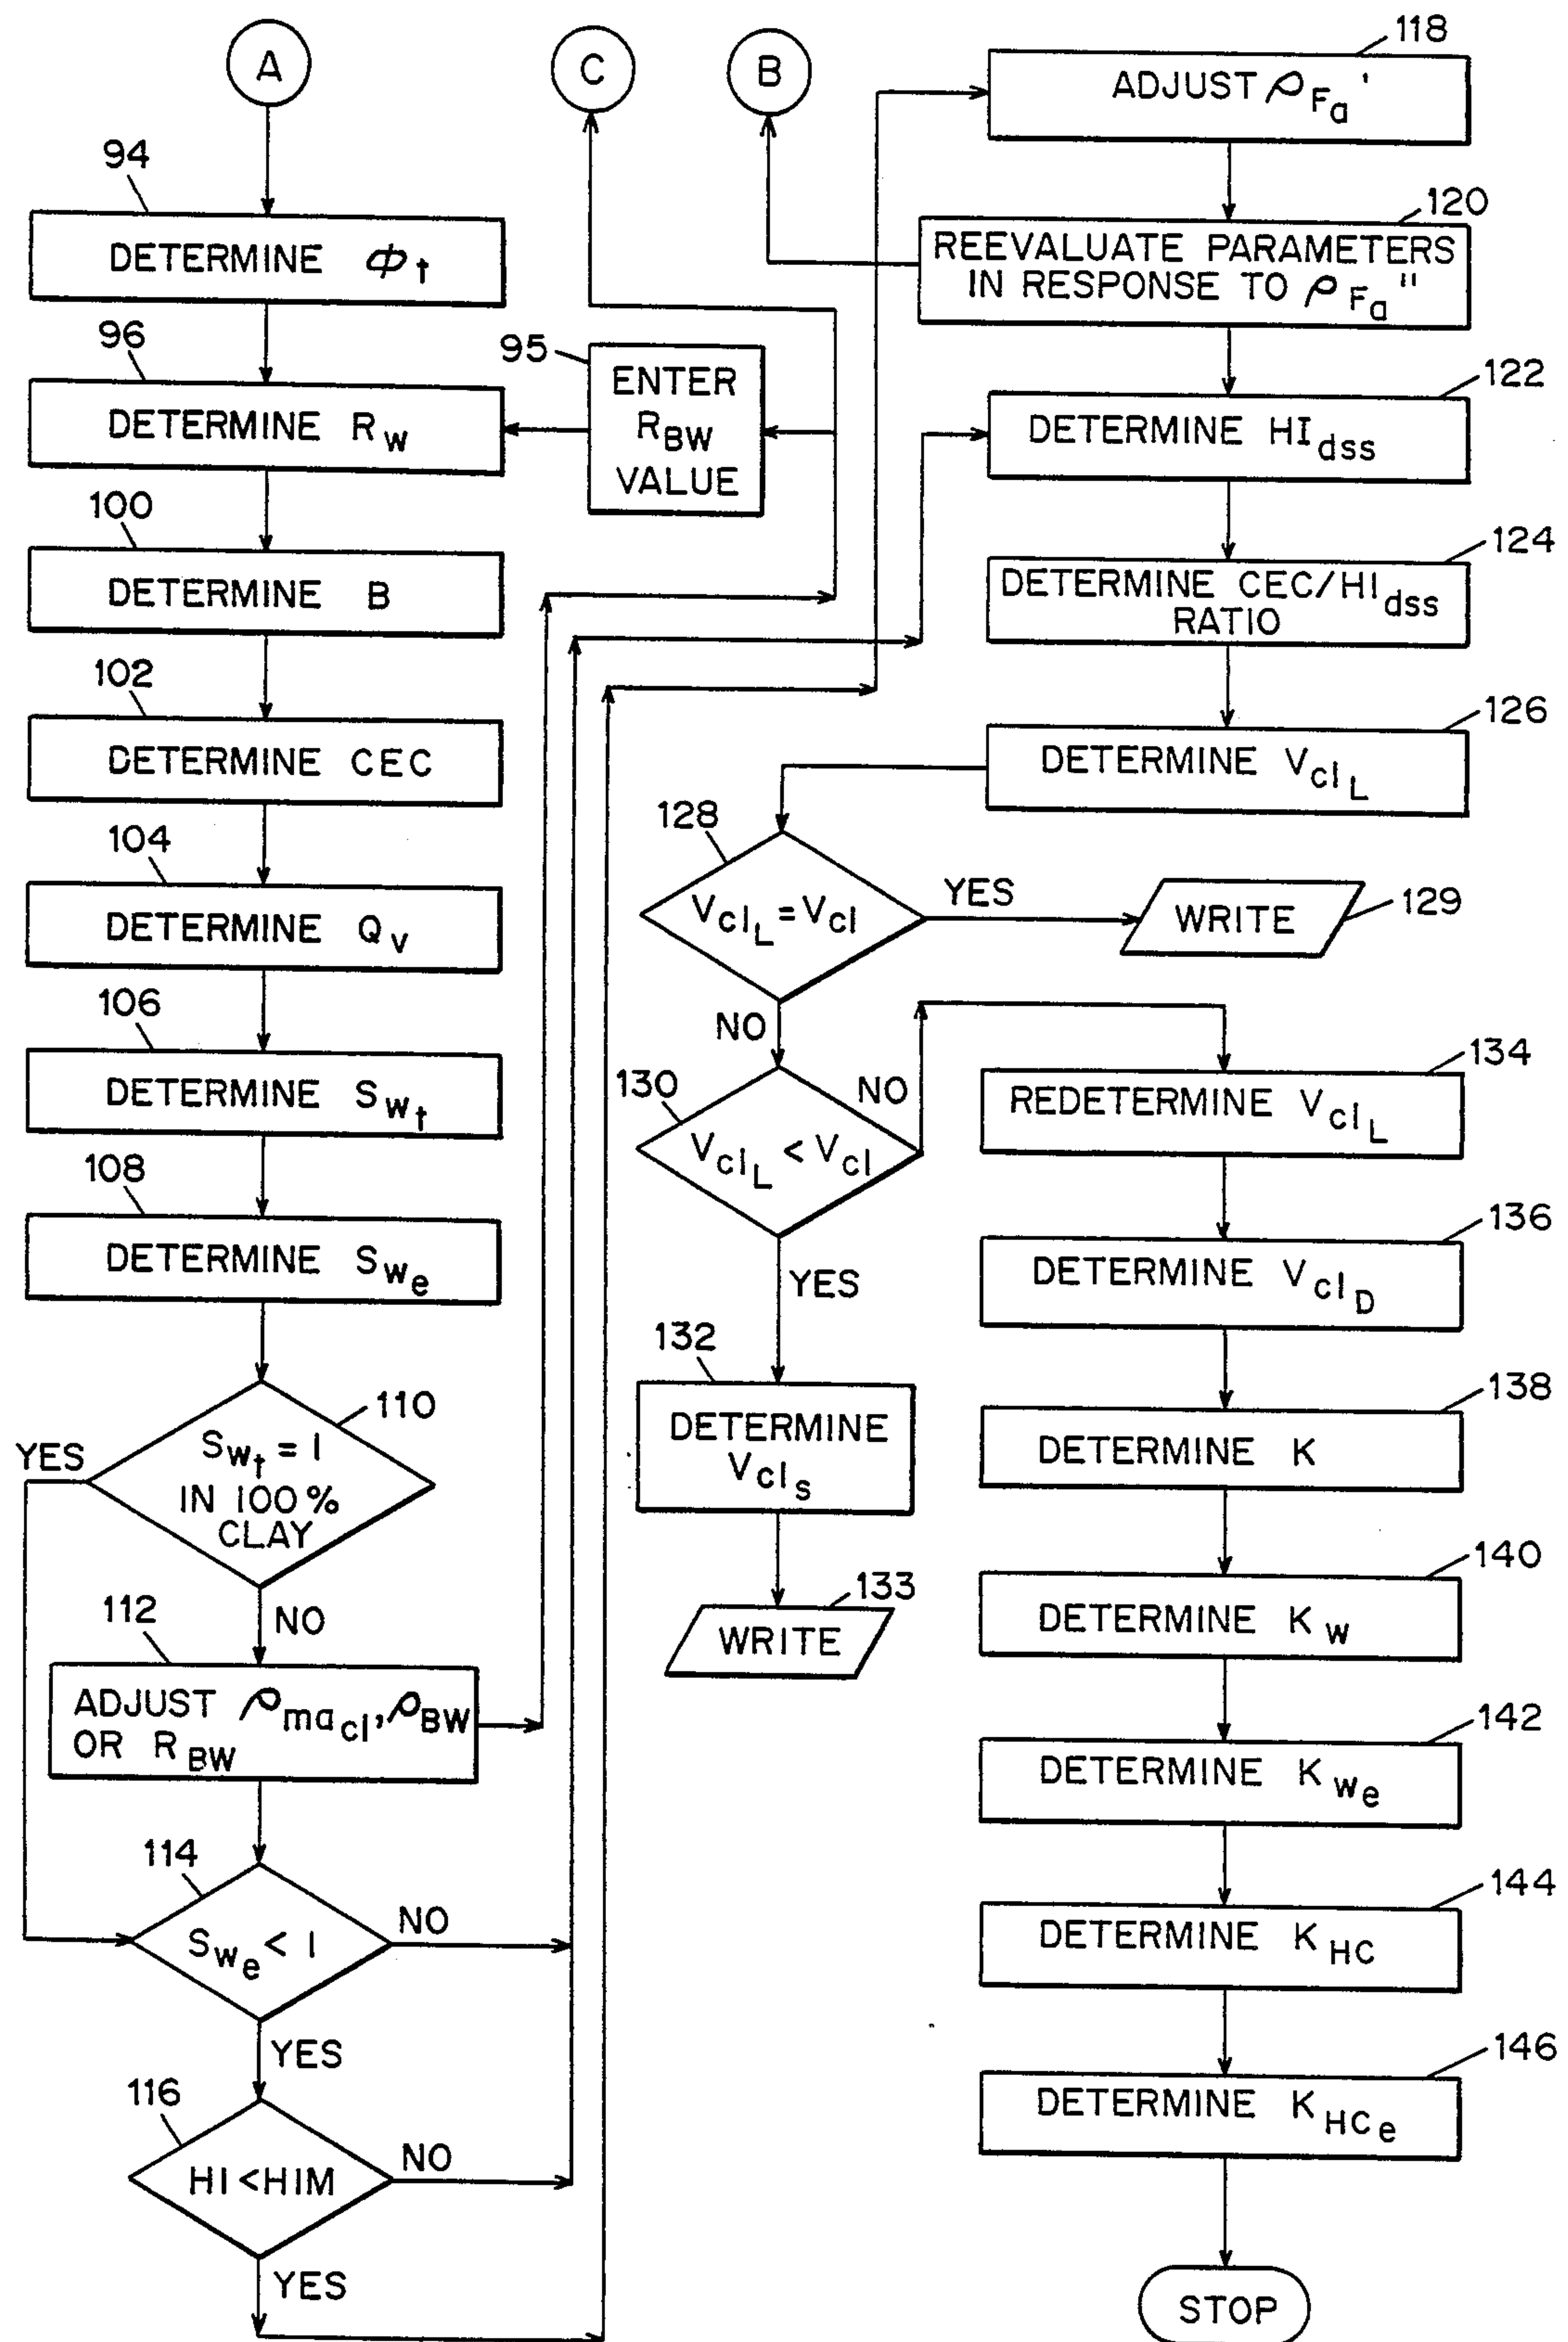 A
94
DETERMINE ϕt
96
DETERMINE Rw
95
ENTER
RBW
VALUE
100
DETERMINE B
102
DETERMINE CEC
104
DETERMINE Qv
106
DETERMINE Swt
108
DETERMINE Swe
110
Swt = 1
IN 100%
CLAY
YES
NO
112
ADJUST ρmacl, ρBW
OR RBW
114
Swe < 1
NO
YES
116
HI < HIM
NO
YES
C
B
118
ADJUST ρFa'
120
REEVALUATE PARAMETERS
IN RESPONSE TO ρFa"
122
DETERMINE HIdss
124
DETERMINE CEC/HIdss
RATIO
126
DETERMINE VclL
128
VclL = Vcl
YES
WRITE
129
NO
130
VclL < Vcl
NO
YES
132
DETERMINE
Vcls
133
WRITE
134
REDETERMINE VclL
136
DETERMINE VclD
138
DETERMINE K
140
DETERMINE Kw
142
DETERMINE Kwe
144
DETERMINE KHC
146
DETERMINE KHCe
STOP